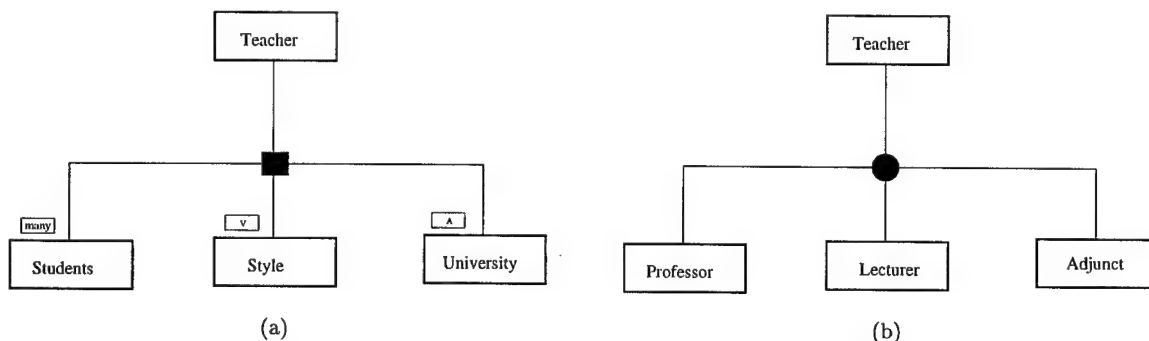 Teacher
many
v
ʌ
Students
Style
University
(a)
Teacher
Professor
Lecturer
Adjunct
(b)